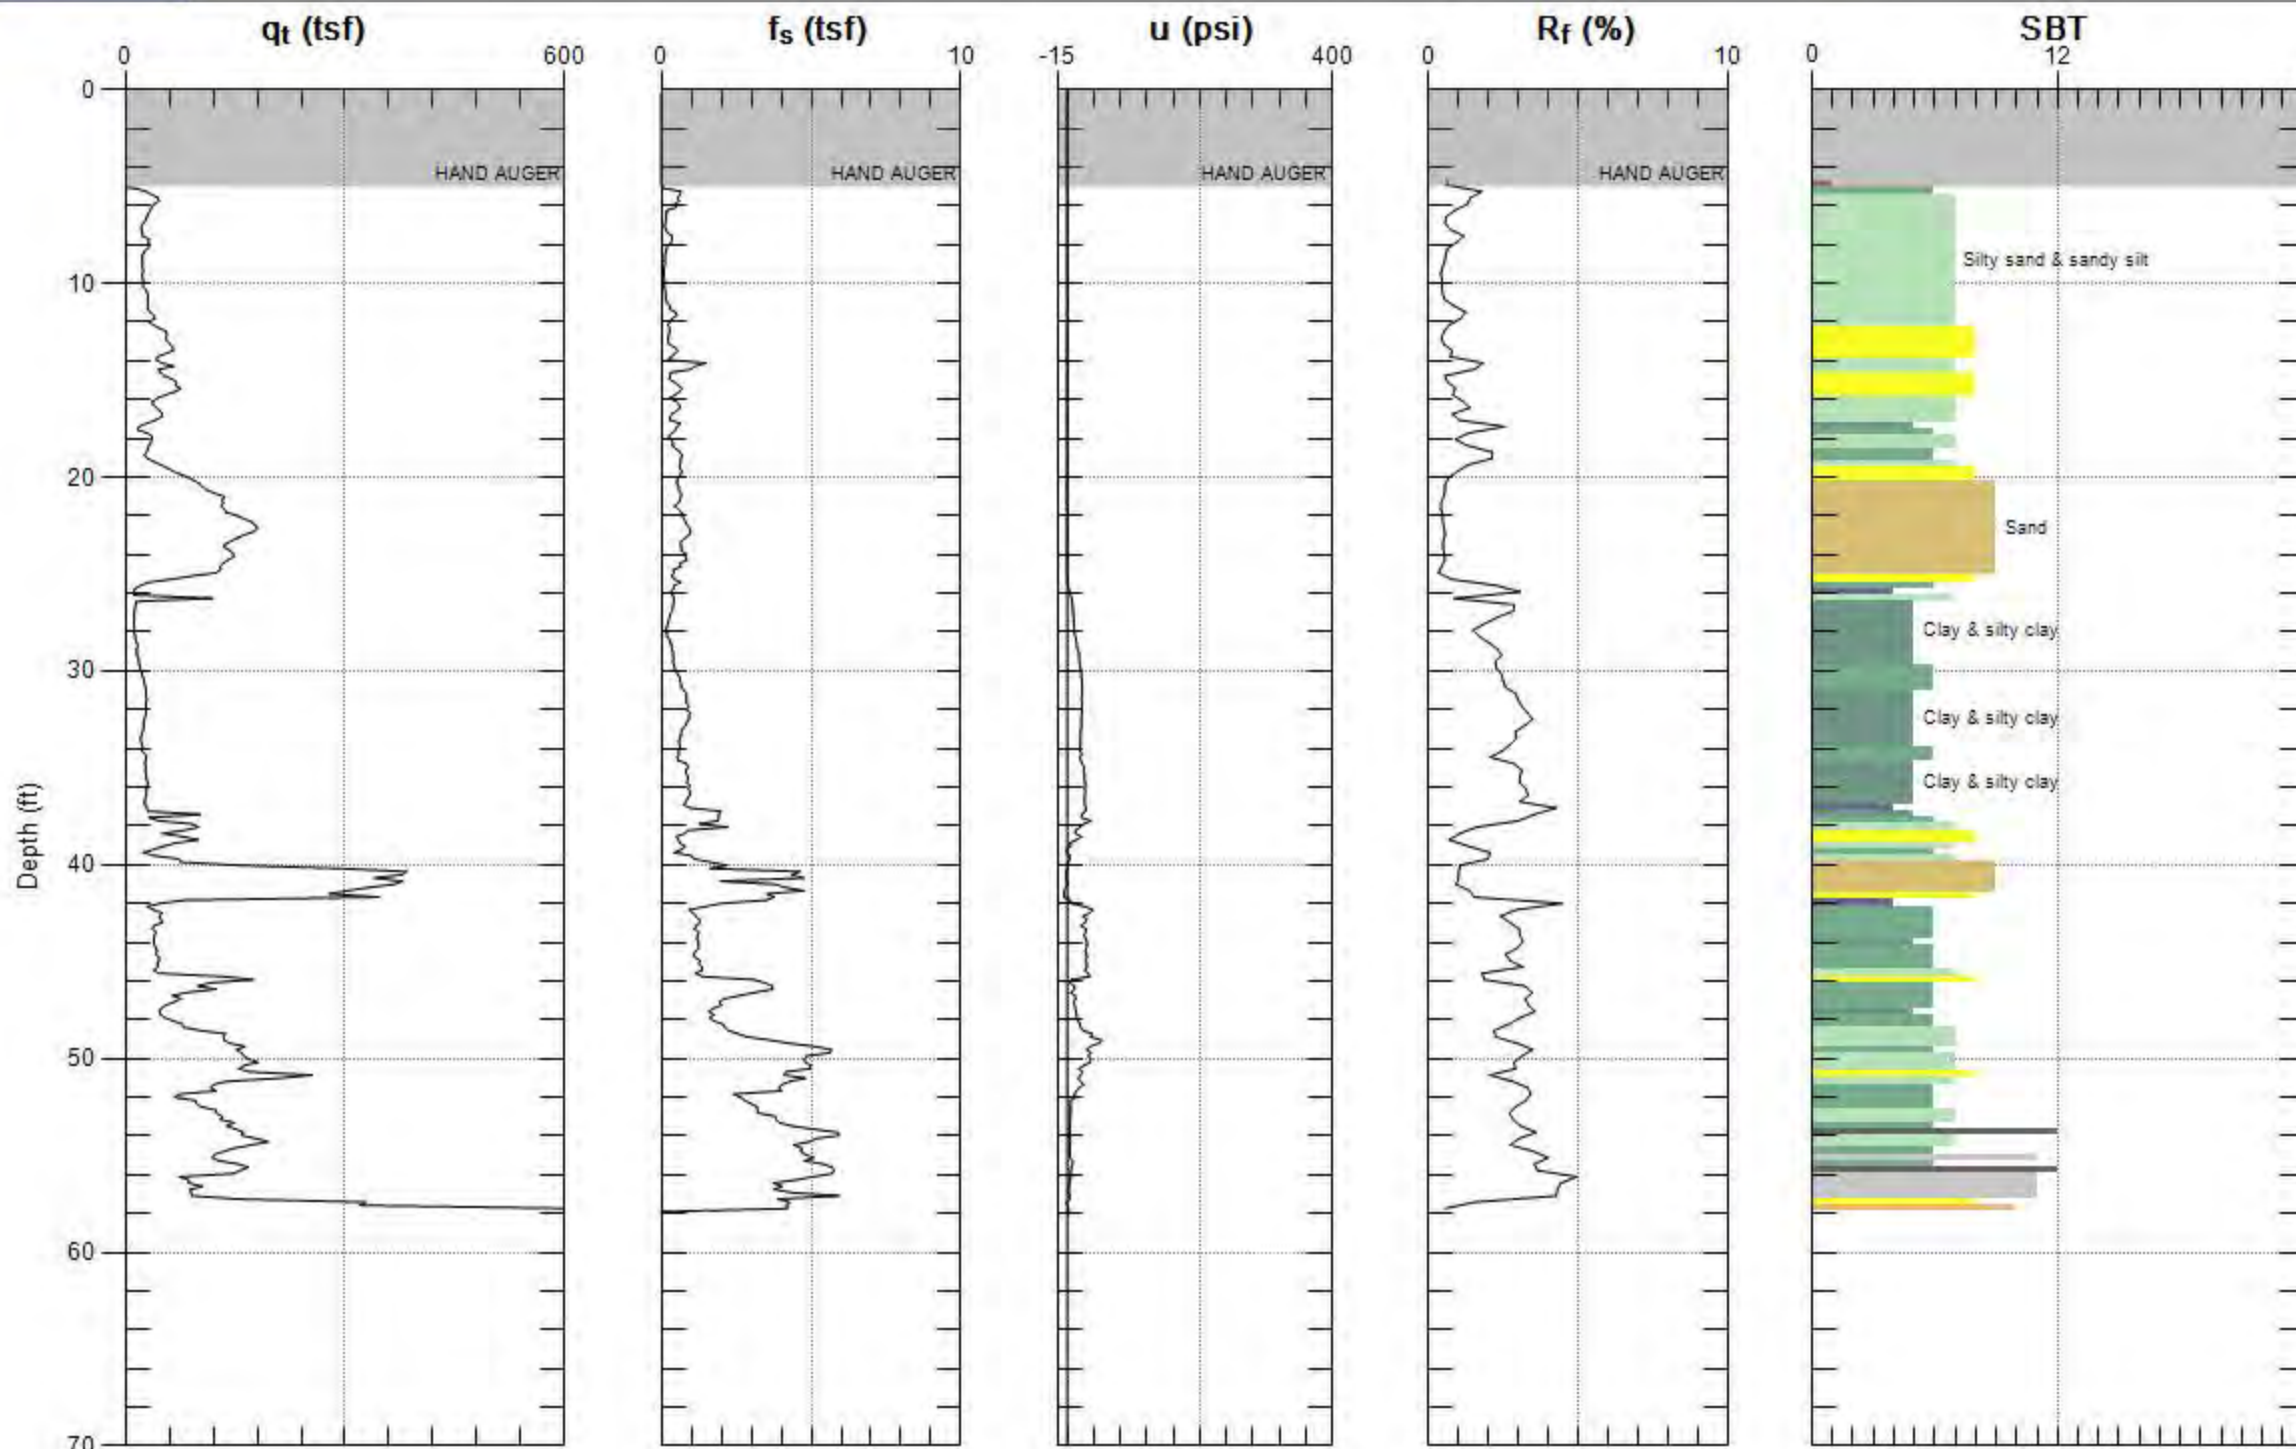 qt (tsf) fs (tsf) u (psi) Rf (%) SBT
0 600 0 10 -15 400 0 10 0 12
0
HAND AUGER HAND AUGER HAND AUGER HAND AUGER
Silty sand & sandy silt
10
20
Sand
Clay & silty clay
30
Clay & silty clay
Clay & silty clay
Depth (ft)
40
50
60
70